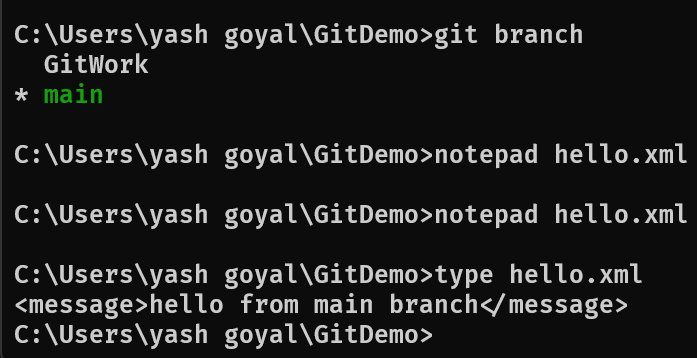 C:\Users\yash goyal\GitDemo>git branch
  GitWork
* main
C:\Users\yash goyal\GitDemo>notepad hello.xml
C:\Users\yash goyal\GitDemo>notepad hello.xml
C:\Users\yash goyal\GitDemo>type hello.xml
<message>hello from main branch</message>
C:\Users\yash goyal\GitDemo>